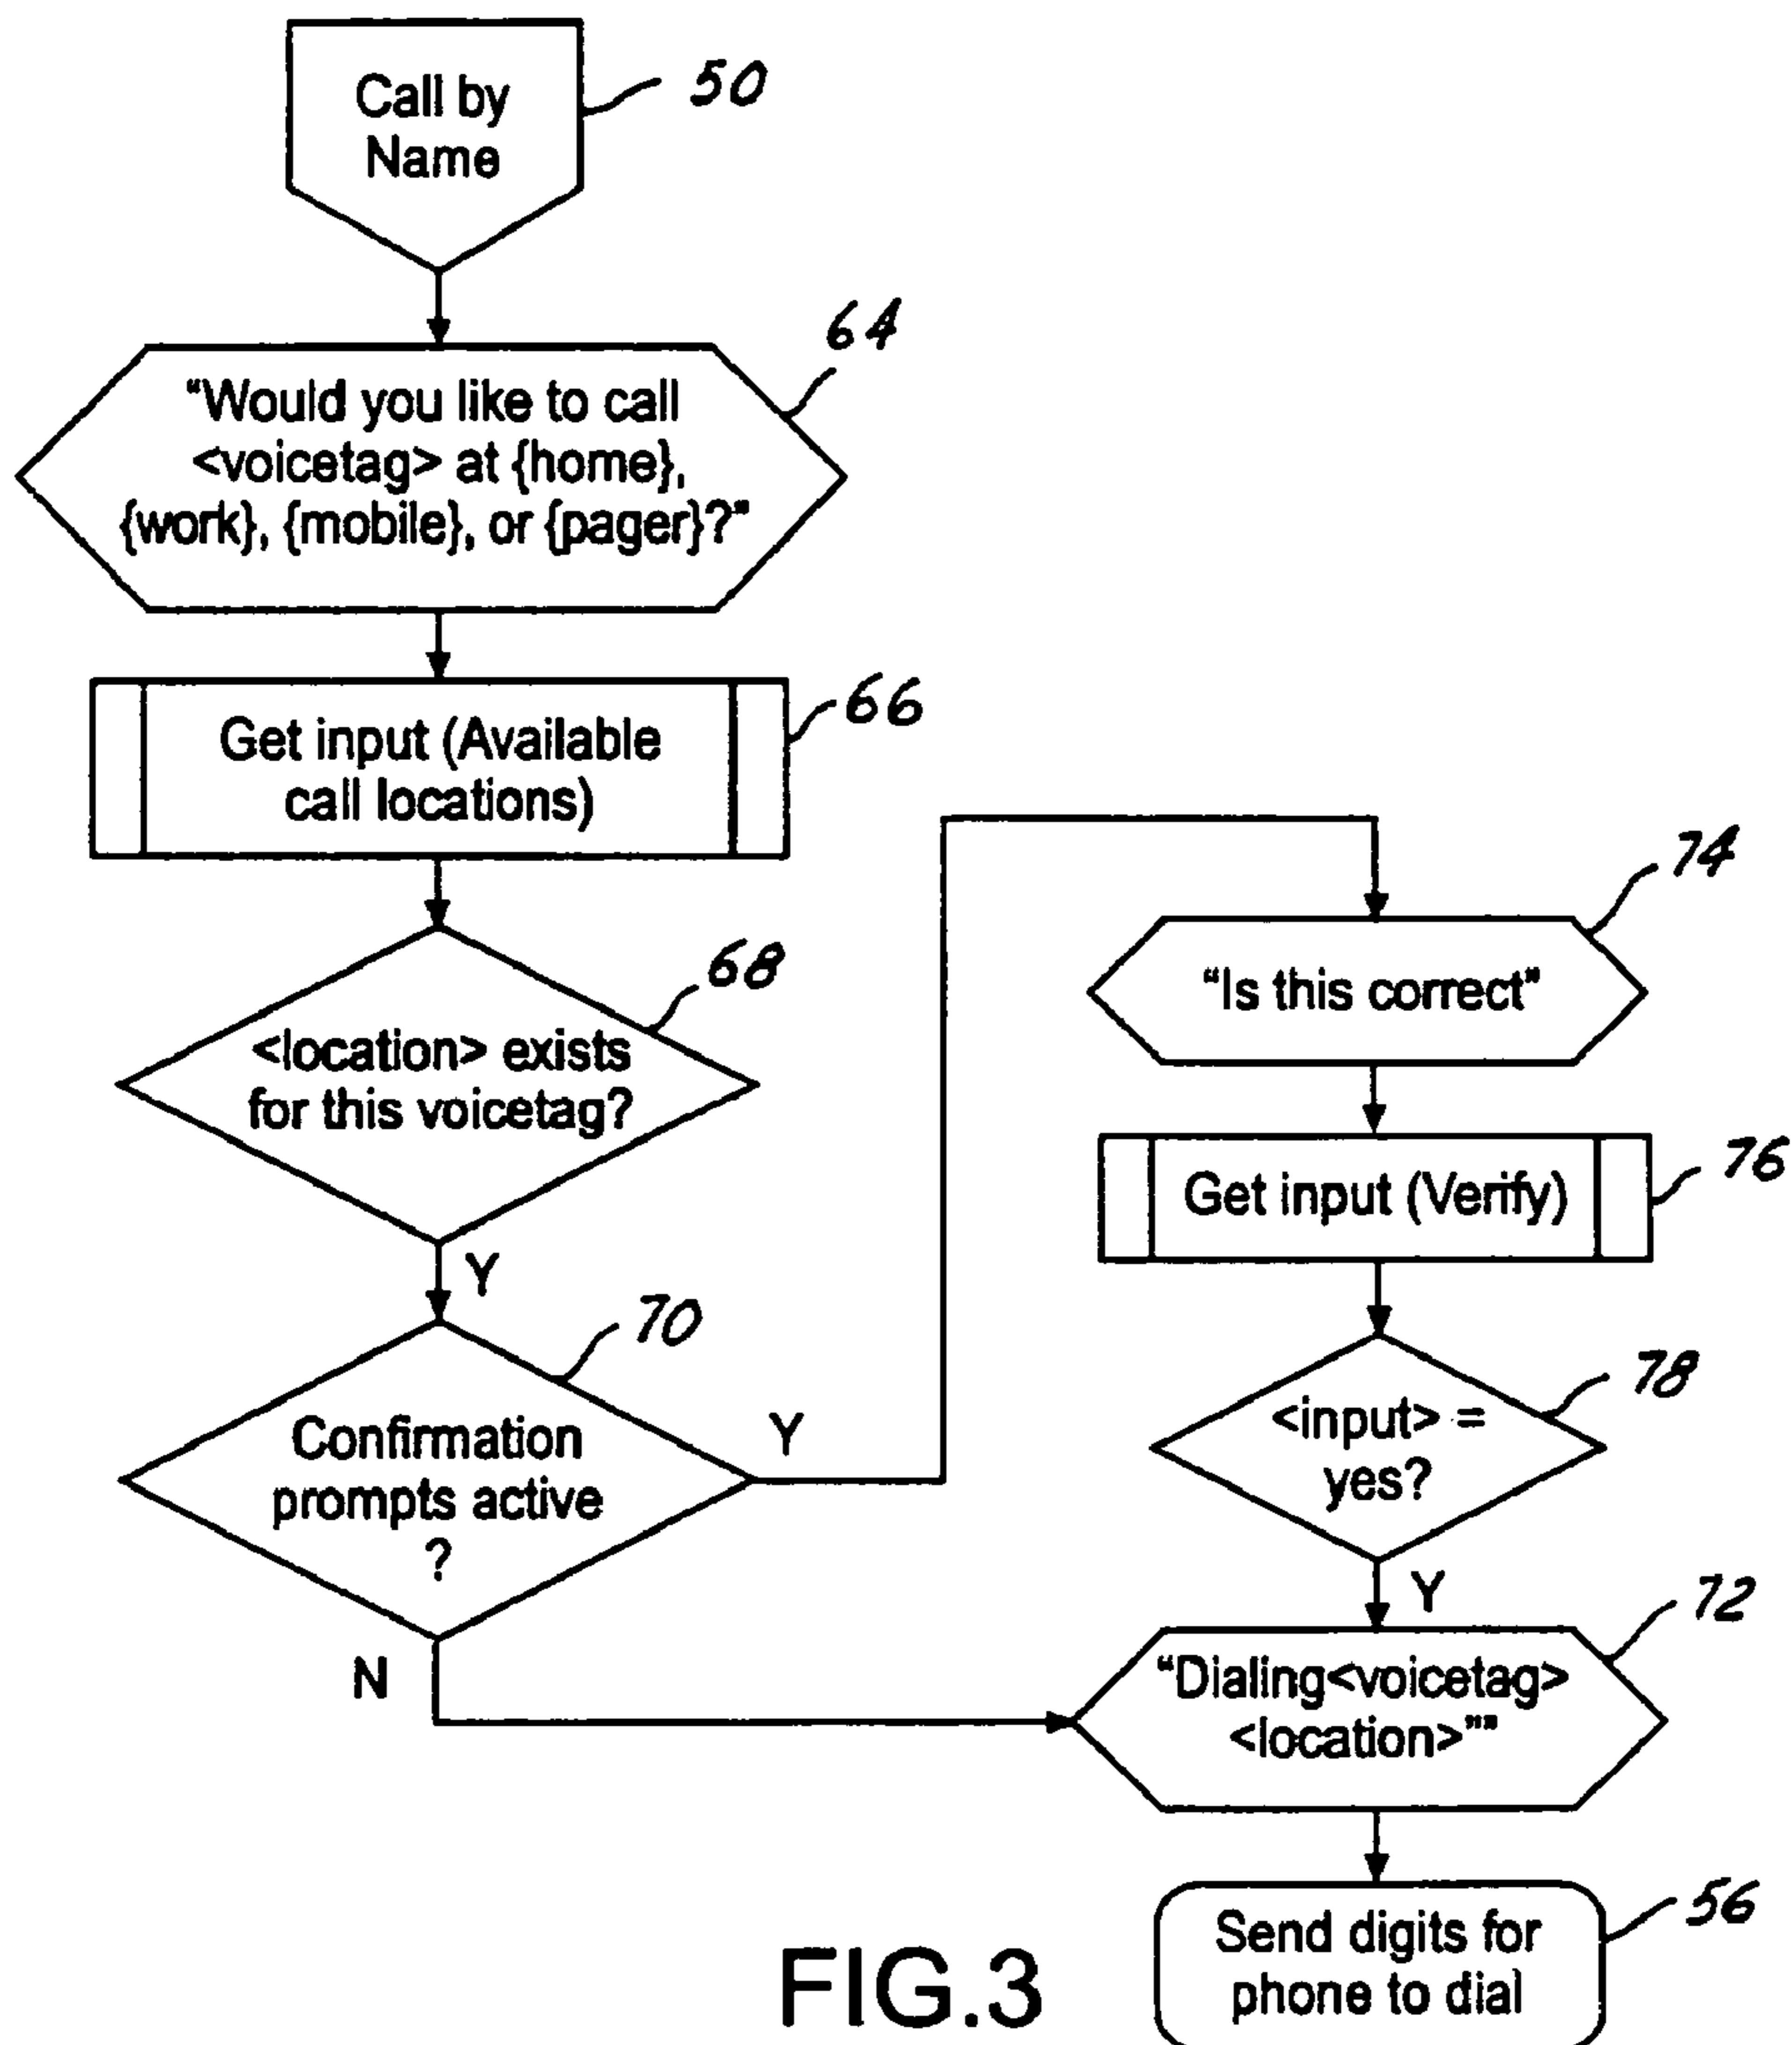 Call by
Name
50
64
"Would you like to call
<voicetag> at {home},
{work}, {mobile}, or {pager}?"
66
Get input (Available
call locations)
68
<location> exists
for this voicetag?
Y
70
Confirmation
prompts active
?
Y
N
74
"Is this correct"
76
Get input (Verify)
78
<input> =
yes?
Y
72
"Dialing<voicetag>
<location>""
56
Send digits for
phone to dial
FIG.3